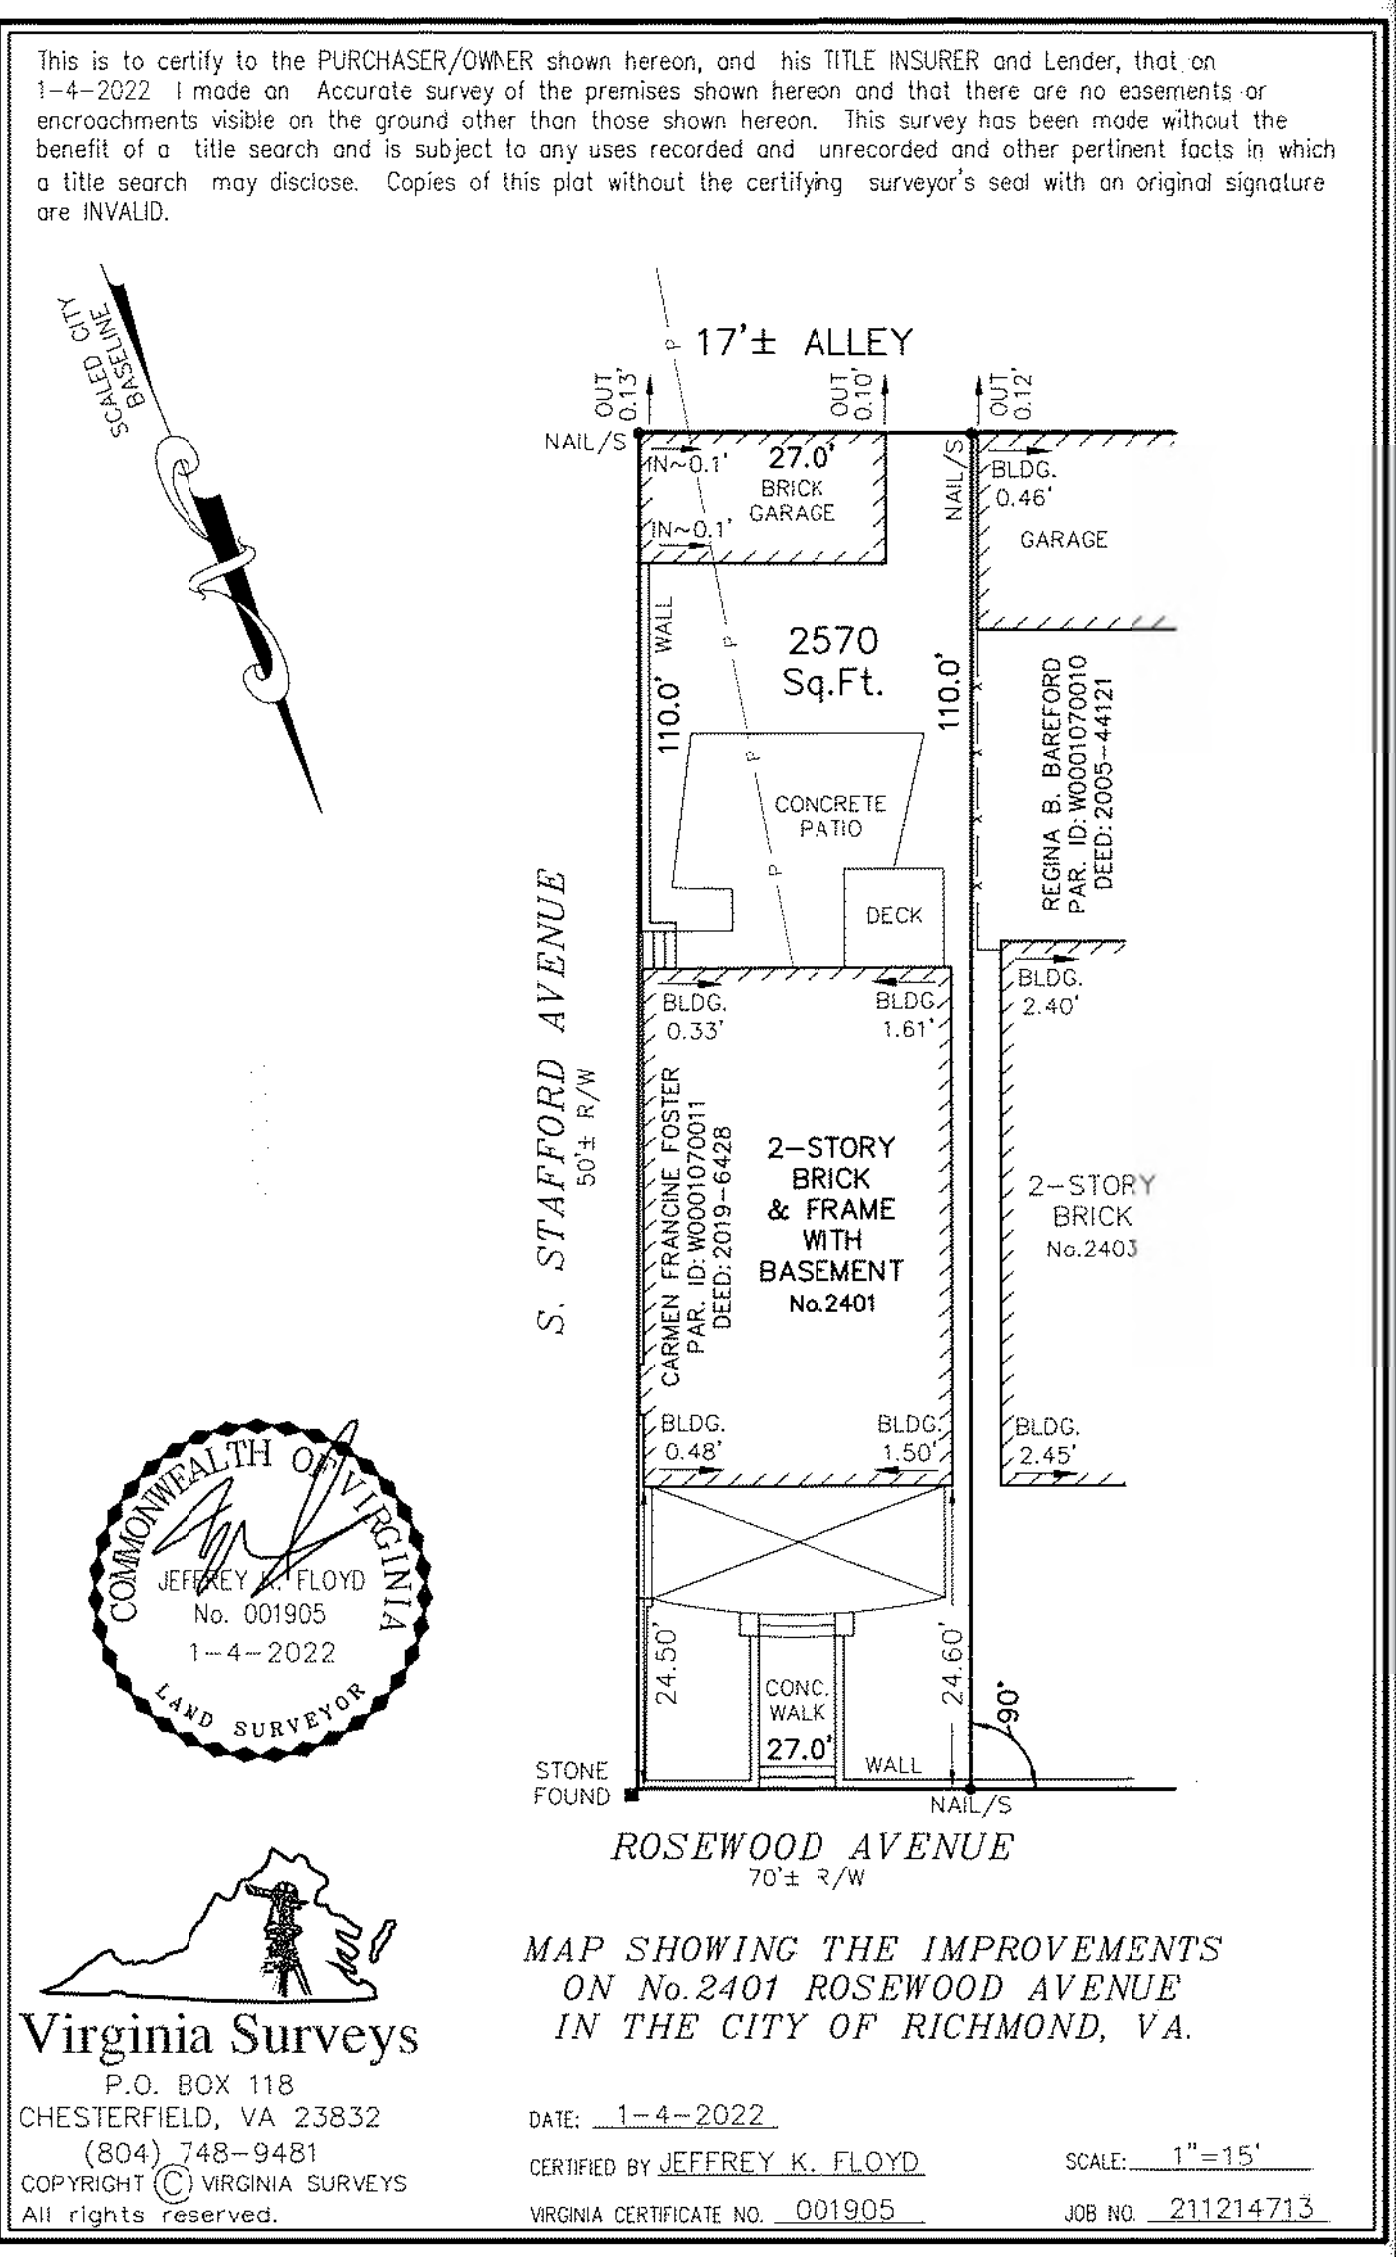 This is to certify to the PURCHASER/OWNER shown hereon, and his TITLE INSURER and Lender, that on
1-4-2022 I made an Accurate survey of the premises shown hereon and that there are no easements or
encroachments visible on the ground other than those shown hereon. This survey has been made without the
benefit of a title search and is subject to any uses recorded and unrecorded and other pertinent facts in which
a title search may disclose. Copies of this plat without the certifying surveyor's seal with an original signature
are INVALID.
SCALED CITY
BASELINE
P
17'± ALLEY
OUT
0.13'
OUT
0.10'
OUT
0.12'
NAIL/S
IN~0.1'
27.0'
BRICK
GARAGE
IN~0.1'
NAIL/S
BLDG.
0.46'
GARAGE
WALL
110.0'
P
2570
Sq.Ft.
110.0'
REGINA B. BAREFORD
PAR. ID: W0001070010
DEED: 2005-44121
P
CONCRETE
PATIO
P
DECK
S. STAFFORD AVENUE
50'± R/W
BLDG.
0.33'
BLDG.
1.61'
BLDG.
2.40'
CARMEN FRANCINE FOSTER
PAR. ID: W0001070011
DEED: 2019-6428
2-STORY
BRICK
& FRAME
WITH
BASEMENT
No.2401
2-STORY
BRICK
No.2403
BLDG.
0.48'
BLDG.
1.50'
BLDG.
2.45'
24.50'
CONC.
WALK
27.0'
24.60'
90°
WALL
STONE
FOUND
NAIL/S
ROSEWOOD AVENUE
70'± R/W
COMMONWEALTH OF VIRGINIA
JEFFREY K. FLOYD
No. 001905
1-4-2022
LAND SURVEYOR
Virginia Surveys
P.O. BOX 118
CHESTERFIELD, VA 23832
(804) 748-9481
COPYRIGHT © VIRGINIA SURVEYS
All rights reserved.
MAP SHOWING THE IMPROVEMENTS
ON No.2401 ROSEWOOD AVENUE
IN THE CITY OF RICHMOND, VA.
DATE: 1-4-2022
CERTIFIED BY JEFFREY K. FLOYD
SCALE: 1"=15'
VIRGINIA CERTIFICATE NO. 001905
JOB NO. 211214713